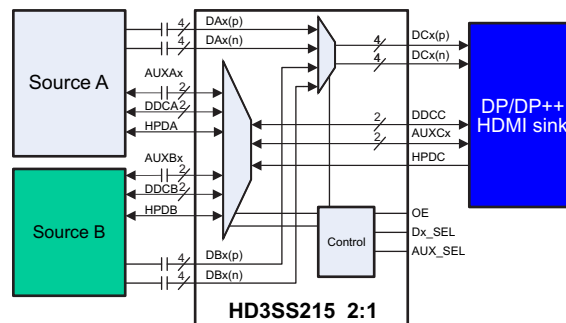 4
DAx(p)
4
DAx(n)
4
DCx(p)
4
DCx(n)
Source A
AUXAx
2
DDCA
2
HPDA
DP/DP++
HDMI sink
2
DDCC
2
AUXCx
HPDC
AUXBx
2
DDCB
2
HPDB
Source B
Control
OE
Dx_SEL
AUX_SEL
4
DBx(p)
4
DBx(n)
HD3SS215 2:1